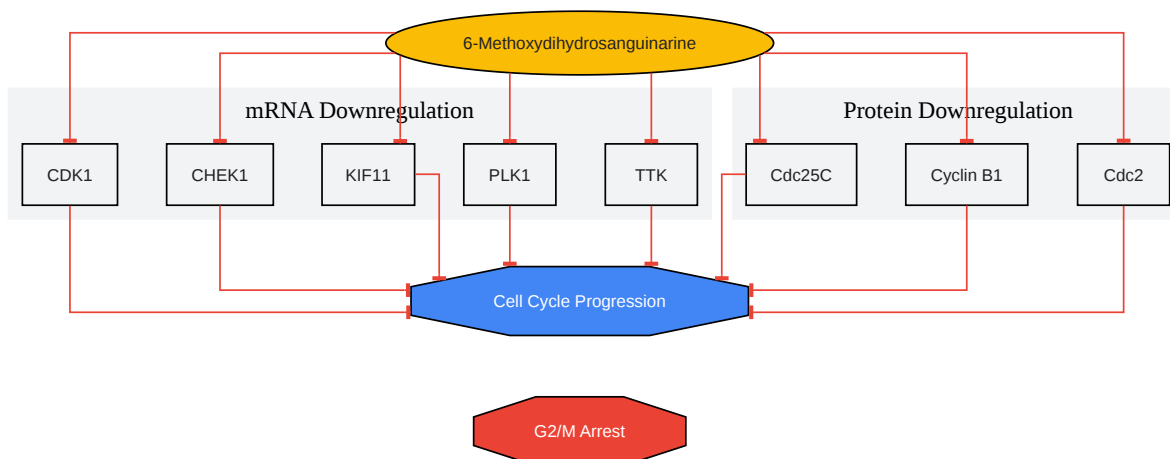 6-Methoxydihydrosanguinarine
mRNA Downregulation
Protein Downregulation
CDK1
CHEK1
KIF11
PLK1
TTK
Cdc25C
Cyclin B1
Cdc2
Cell Cycle Progression
G2/M Arrest